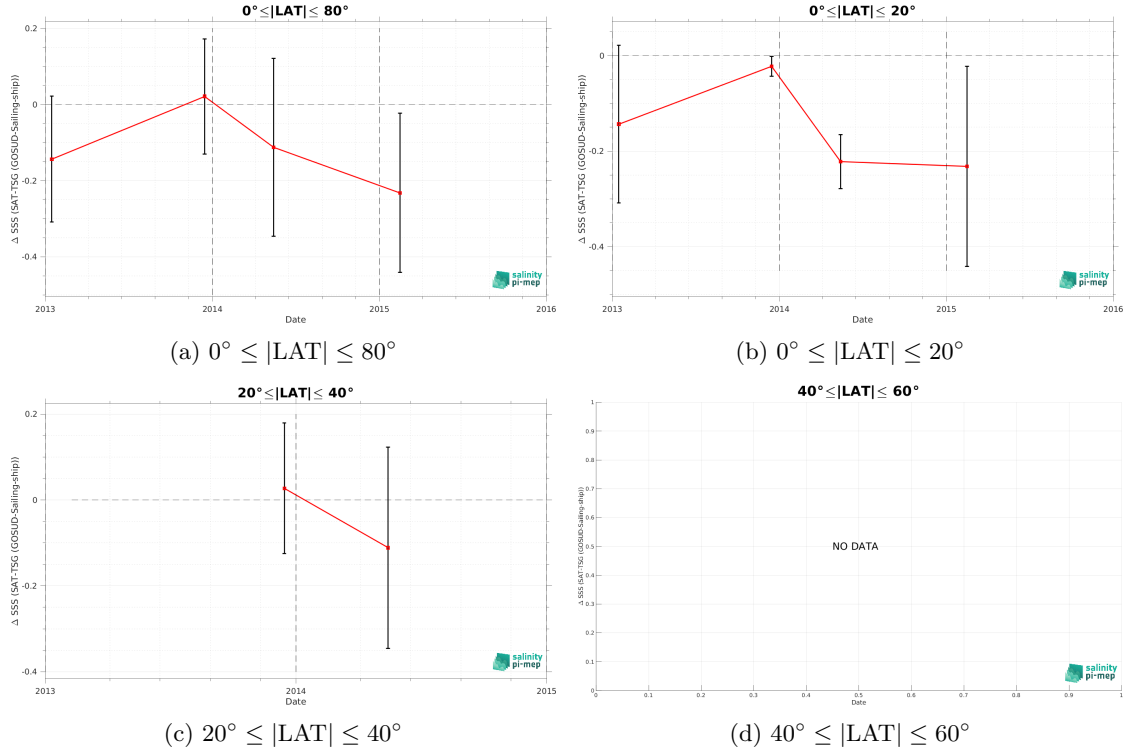 0°≤|LAT|≤ 80°
Δ SSS (SAT-TSG (GOSUD-Sailing-ship))
0.2
0
-0.2
-0.4
2013 2014 2015 2016
Date
salinity
pi-mep
(a) 0° ≤ |LAT| ≤ 80°
0°≤|LAT|≤ 20°
Δ SSS (SAT-TSG (GOSUD-Sailing-ship))
0
-0.2
-0.4
2013 2014 2015 2016
Date
salinity
pi-mep
(b) 0° ≤ |LAT| ≤ 20°
20°≤|LAT|≤ 40°
Δ SSS (SAT-TSG (GOSUD-Sailing-ship))
0.2
0
-0.2
-0.4
2013 2014 2015
Date
salinity
pi-mep
(c) 20° ≤ |LAT| ≤ 40°
40°≤|LAT|≤ 60°
Δ SSS (SAT-TSG (GOSUD-Sailing-ship))
1
0.9
0.8
0.7
0.6
0.5
0.4
0.3
0.2
0.1
0
NO DATA
0 0.1 0.2 0.3 0.4 0.5 0.6 0.7 0.8 0.9 1
Date
salinity
pi-mep
(d) 40° ≤ |LAT| ≤ 60°